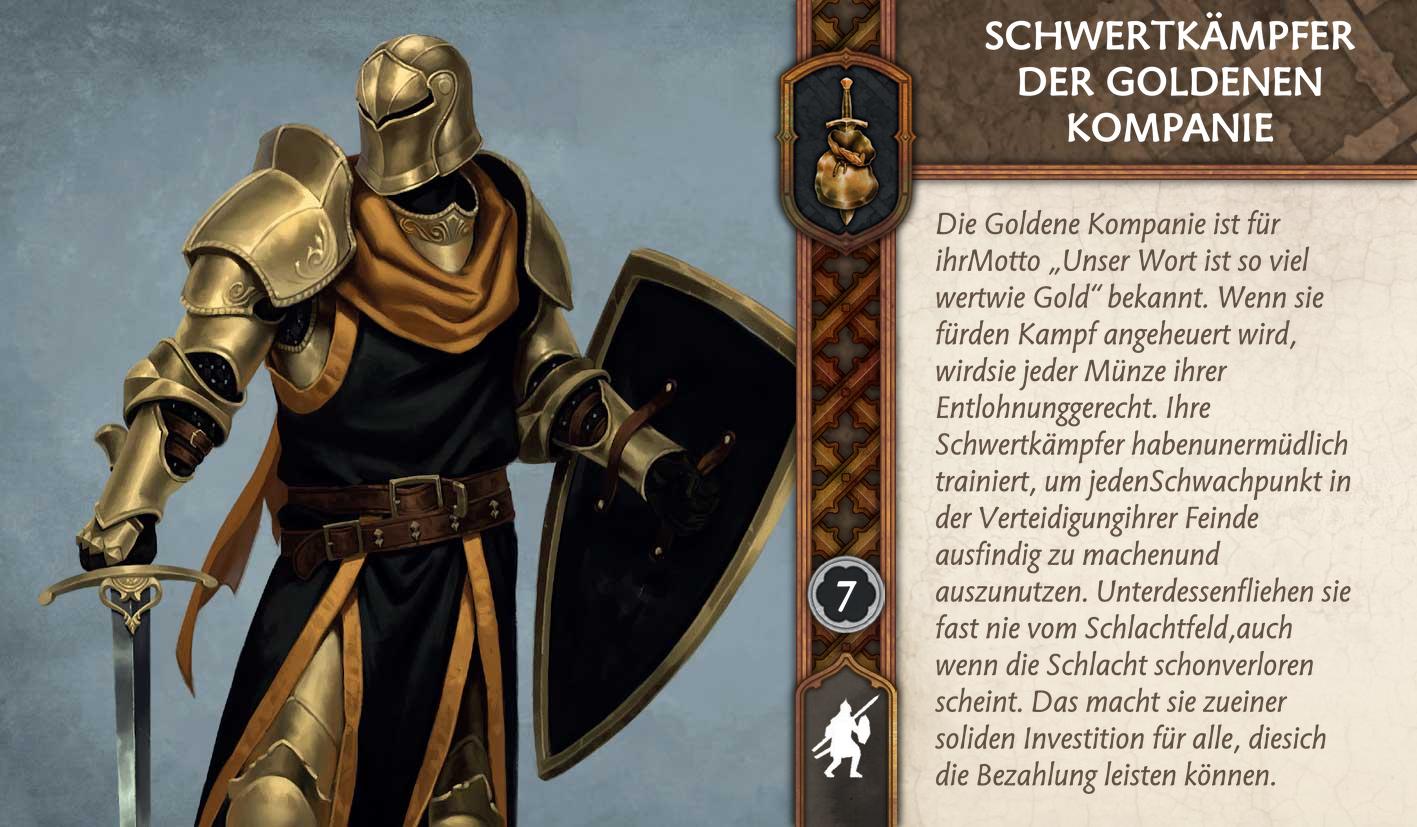 SCHWERTKÄMPFER
DER GOLDENEN
KOMPANIE
Die Goldene Kompanie ist für
ihrMotto „Unser Wort ist so viel
wertwie Gold“ bekannt. Wenn sie
fürden Kampf angeheuert wird,
wirdsie jeder Münze ihrer
Entlohnunggerecht. Ihre
Schwertkämpfer habenunermüdlich
trainiert, um jedenSchwachpunkt in
der Verteidigungihrer Feinde
ausfindig zu machenund
auszunutzen. Unterdessenfliehen sie
fast nie vom Schlachtfeld,auch
wenn die Schlacht schonverloren
scheint. Das macht sie zueiner
soliden Investition für alle, diesich
die Bezahlung leisten können.
7